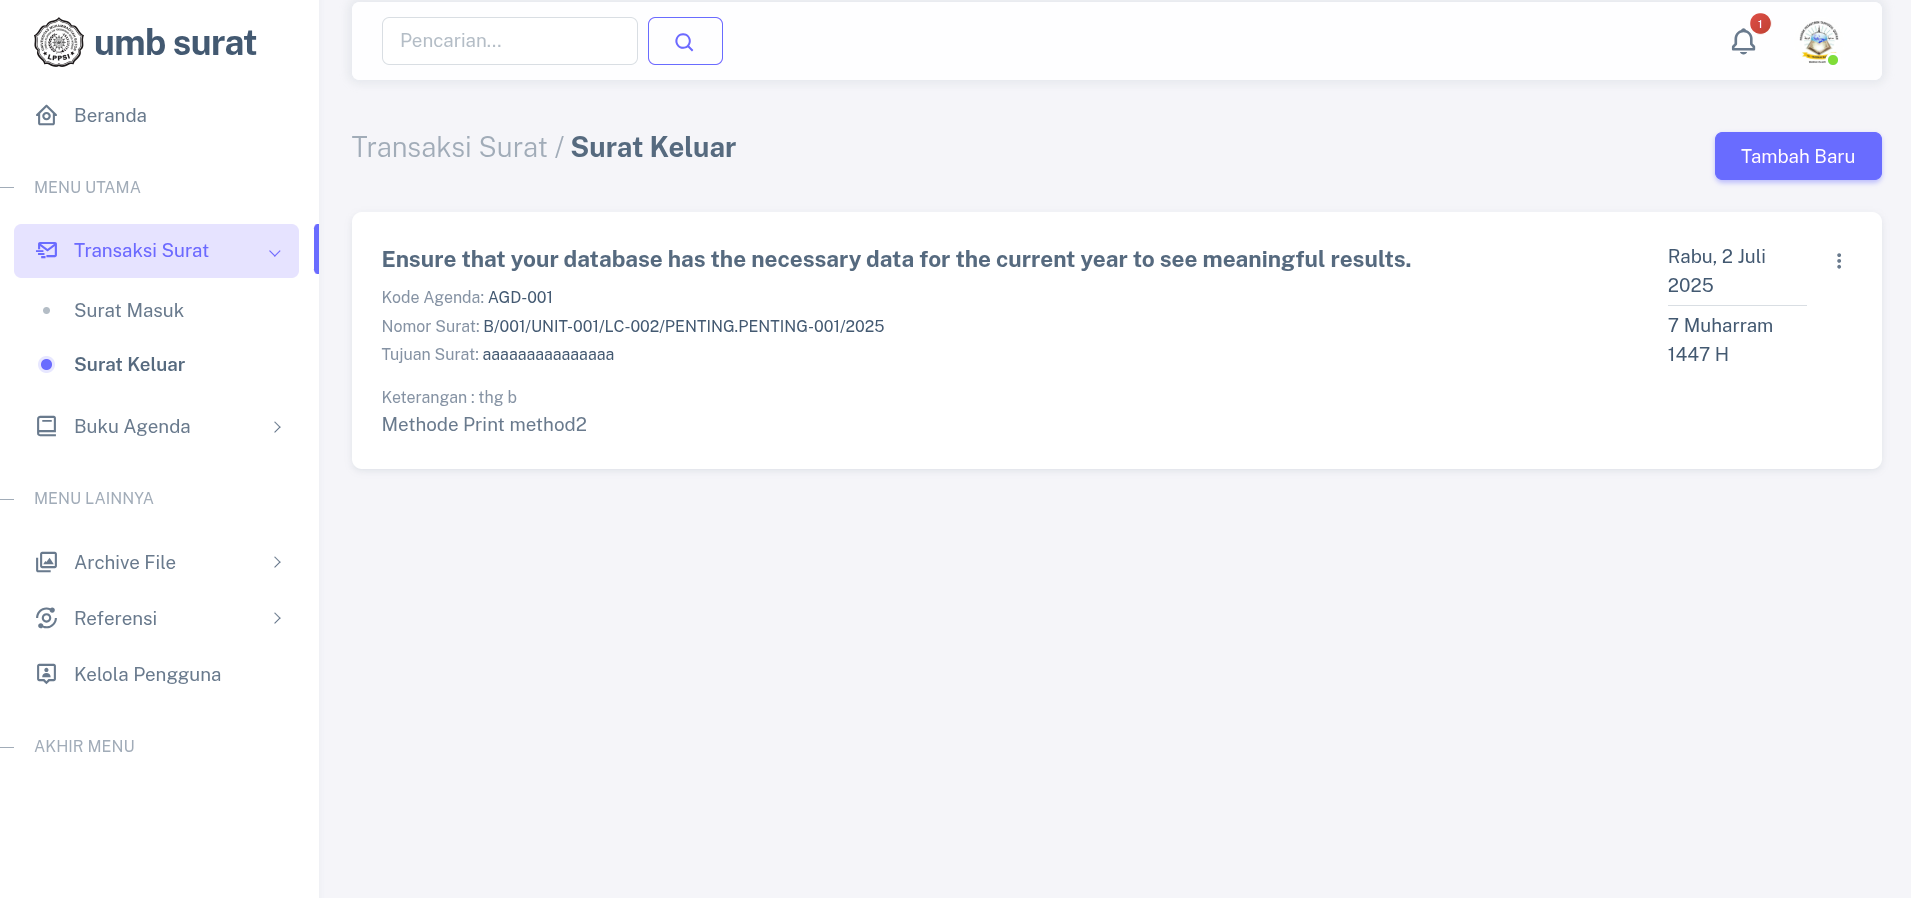 LPPSI
umb surat
Beranda
MENU UTAMA
Transaksi Surat
Surat Masuk
Surat Keluar
Buku Agenda
MENU LAINNYA
Archive File
Referensi
Kelola Pengguna
AKHIR MENU
Pencarian...
1
Transaksi Surat / Surat Keluar
Tambah Baru
Ensure that your database has the necessary data for the current year to see meaningful results.
Kode Agenda: AGD-001
Nomor Surat: B/001/UNIT-001/LC-002/PENTING.PENTING-001/2025
Tujuan Surat: aaaaaaaaaaaaaaa
Keterangan : thg b
Methode Print method2
Rabu, 2 Juli
2025
7 Muharram
1447 H